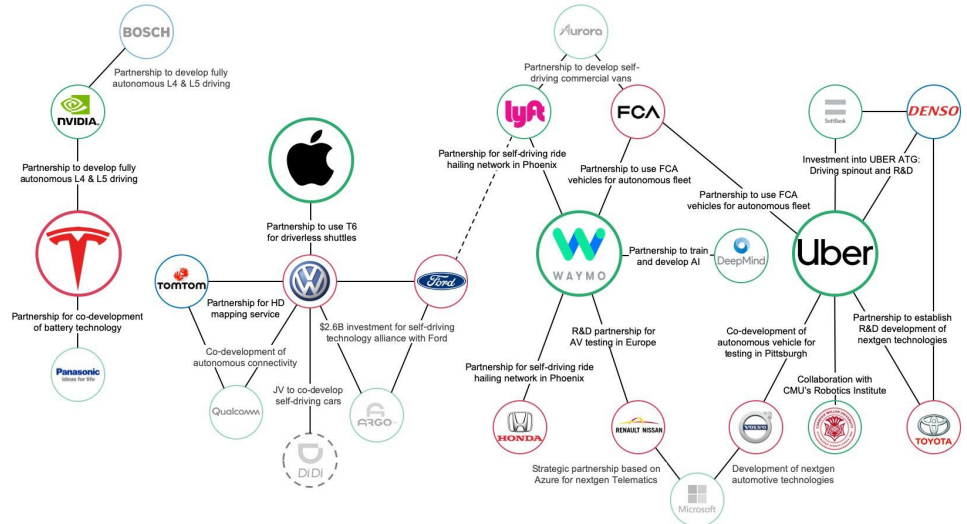 BOSCH
Aurora
Partnership to develop fully
autonomous L4 & L5 driving
Partnership to develop self-
driving commercial vans
NVIDIA.
lyft
FCA
SoftBank
DENSO
Partnership to develop fully
autonomous L4 & L5 driving
Partnership for self-driving ride
hailing network in Phoenix
Partnership to use FCA
vehicles for autonomous fleet
Investment into UBER ATG:
Driving spinout and R&D
Partnership to use FCA
vehicles for autonomous fleet
Partnership to use T6
for driverless shuttles
WAYMO
Partnership to train
and develop AI
DeepMind
Uber
TOMTOM
Ford
Partnership for HD
mapping service
Partnership for co-development
of battery technology
$2.6B investment for self-driving
technology alliance with Ford
R&D partnership for
AV testing in Europe
Co-development of
autonomous vehicle for
testing in Pittsburgh
Partnership to establish
R&D development of
nextgen technologies
Co-development of
autonomous connectivity
Panasonic
ideas for life
Partnership for self-driving ride
hailing network in Phoenix
Collaboration with
CMU's Robotics Institute
JV to co-develop
self-driving cars
Qualcomm
ARGO
HONDA
RENAULT NISSAN
VOLVO
TOYOTA
DiDi
Strategic partnership based on
Azure for nextgen Telematics
Development of nextgen
automotive technologies
Microsoft